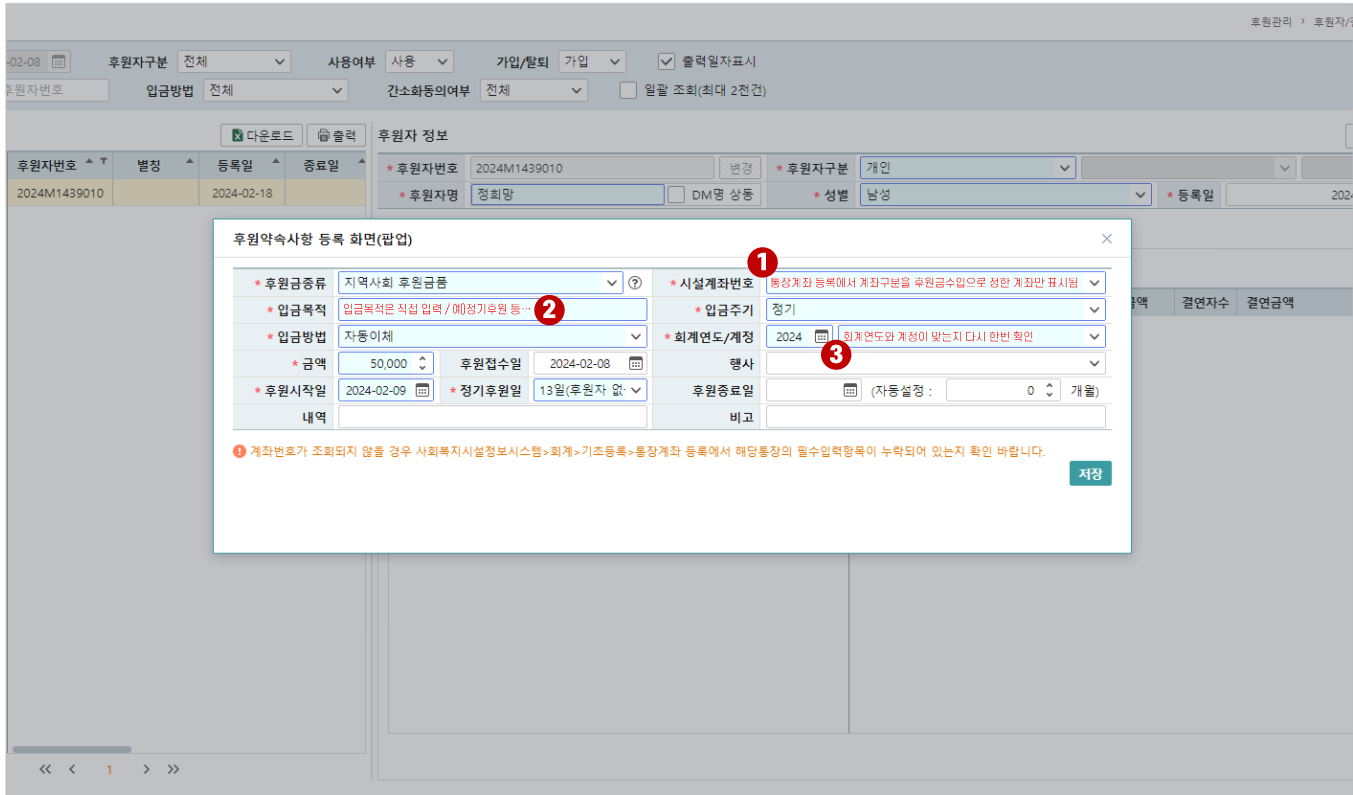 후원관리 > 후원자/
-02-08 후원자구분 전체 사용여부 사용 가입/탈퇴 가입 출력일자표시
후원자번호 입금방법 전체 간소화동의여부 전체 일괄 조회(최대 2천건)
다운로드 출력 후원자 정보
후원자번호 별칭 등록일 종료일 * 후원자번호 2024M1439010 변경 * 후원자구분 개인
2024M1439010 2024-02-18 * 후원자명 정희망 DM명 상동 * 성별 남성 * 등록일 2024
후원약속사항 등록 화면(팝업)
1
* 후원금종류 지역사회 후원금품 * 시설계좌번호 통장계좌 등록에서 계좌구분을 후원금수입으로 정한 계좌만 표시됨
* 입금목적 입금목적은 직접 입력 / 예)정기후원 등… 2 * 입금주기 정기
금액 결연자수 결연금액
* 입금방법 자동이체 * 회계연도/계정 2024 회계연도와 계정이 맞는지 다시 한번 확인
3
* 금액 50,000 후원접수일 2024-02-08 행사
* 후원시작일 2024-02-09 * 정기후원일 13일(후원자 없 후원종료일 (자동설정 : 0 개월)
내역 비고
계좌번호가 조회되지 않을 경우 사회복지시설정보시스템>회계>기초등록>통장계좌 등록에서 해당통장의 필수입력항목이 누락되어 있는지 확인 바랍니다.
저장
1